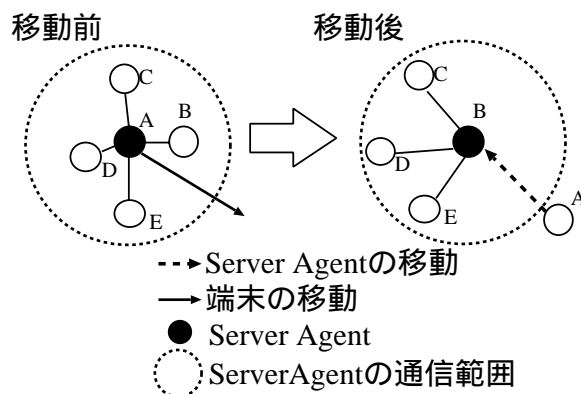 移動前
移動後
C
A
B
D
E
C
B
D
E
A
Server Agentの移動
端末の移動
Server Agent
ServerAgentの通信範囲